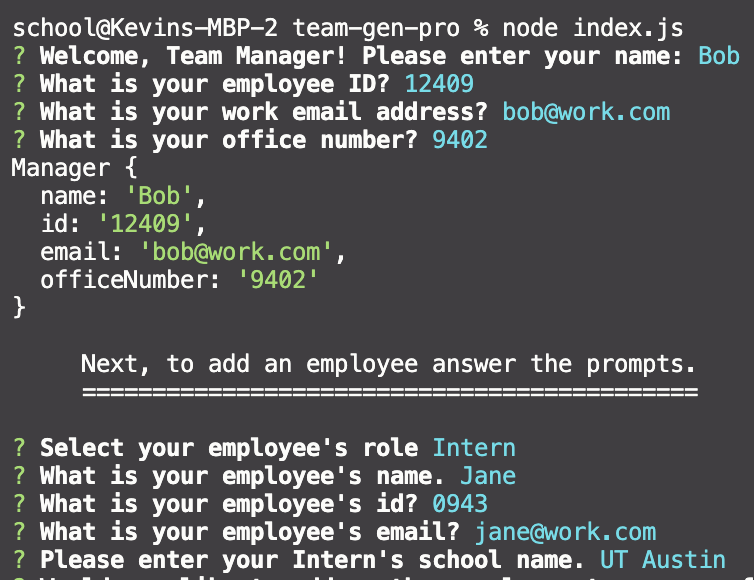 school@Kevins-MBP-2 team-gen-pro % node index.js
? Welcome, Team Manager! Please enter your name: Bob
? What is your employee ID? 12409
? What is your work email address? bob@work.com
? What is your office number? 9402
Manager {
  name: 'Bob',
  id: '12409',
  email: 'bob@work.com',
  officeNumber: '9402'
}
Next, to add an employee answer the prompts.
============================================
? Select your employee's role Intern
? What is your employee's name. Jane
? What is your employee's id? 0943
? What is your employee's email? jane@work.com
? Please enter your Intern's school name. UT Austin